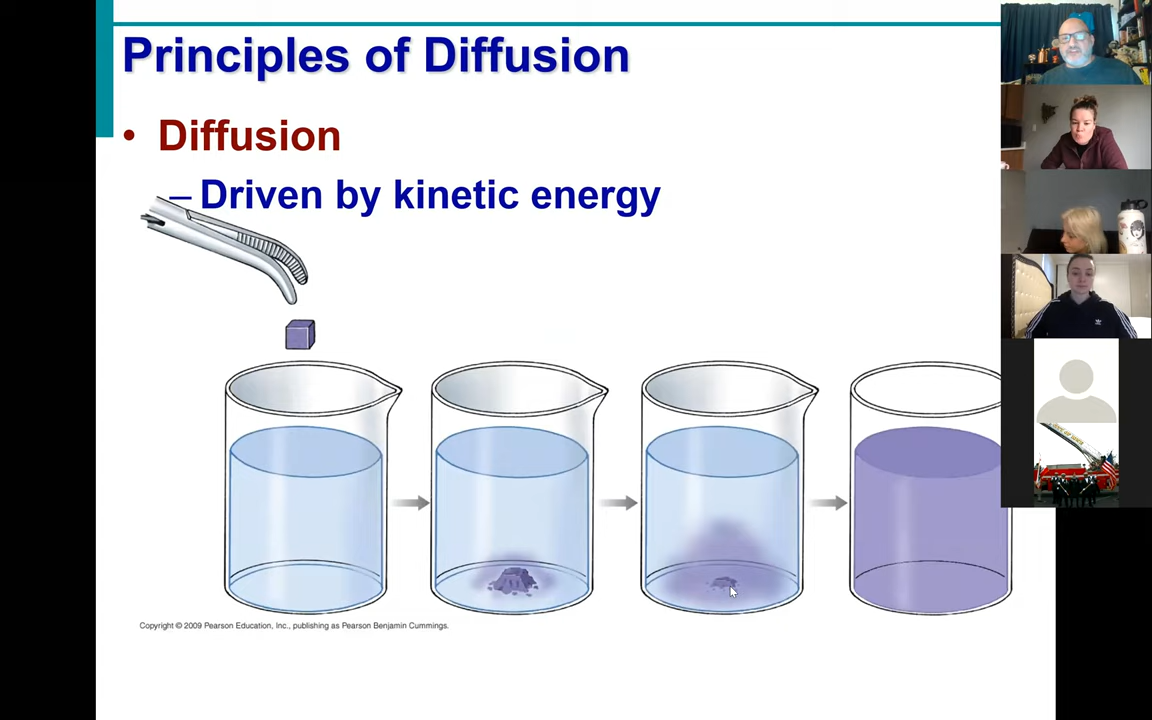 Principles of Diffusion
• Diffusion
– Driven by kinetic energy
Copyright © 2009 Pearson Education, Inc., publishing as Pearson Benjamin Cummings.